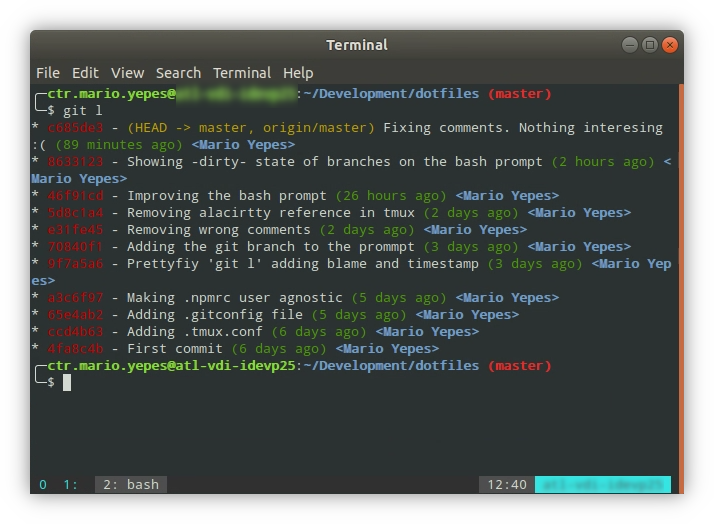 Terminal
File Edit View Search Terminal Help
ctr.mario.yepes@ :~/Development/dotfiles (master)
$ git l
* c685de3 - (HEAD -> master, origin/master) Fixing comments. Nothing interesing
:( (89 minutes ago) <Mario Yepes>
* 8633123 - Showing -dirty- state of branches on the bash prompt (2 hours ago) <
Mario Yepes>
* 46f91cd - Improving the bash prompt (26 hours ago) <Mario Yepes>
* 5d8c1a4 - Removing alacirtty reference in tmux (2 days ago) <Mario Yepes>
* e31fe45 - Removing wrong comments (2 days ago) <Mario Yepes>
* 70840f1 - Adding the git branch to the prommpt (3 days ago) <Mario Yepes>
* 9f7a5a6 - Prettyfiy 'git l' adding blame and timestamp (3 days ago) <Mario Yep
es>
* a3c6f97 - Making .npmrc user agnostic (5 days ago) <Mario Yepes>
* 65e4ab2 - Adding .gitconfig file (5 days ago) <Mario Yepes>
* ccd4b63 - Adding .tmux.conf (6 days ago) <Mario Yepes>
* 4fa8c4b - First commit (6 days ago) <Mario Yepes>
ctr.mario.yepes@atl-vdi-idevp25:~/Development/dotfiles (master)
$
0 1: 2: bash 12:40